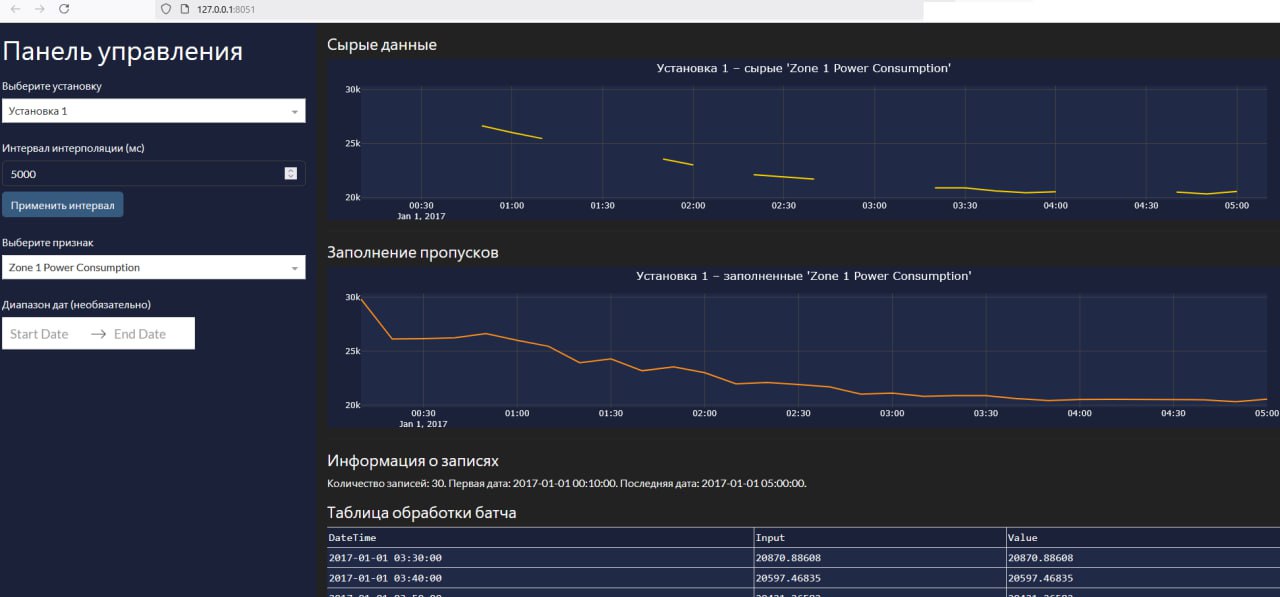 127.0.0.1:8051
Панель управления
Выберите установку
Установка 1
Интервал интерполяции (мс)
5000
Применить интервал
Выберите признак
Zone 1 Power Consumption
Диапазон дат (необязательно)
Start Date → End Date
Сырые данные
Установка 1 – сырые 'Zone 1 Power Consumption'
30k
25k
20k
00:30 01:00 01:30 02:00 02:30 03:00 03:30 04:00 04:30 05:00
Jan 1, 2017
Заполнение пропусков
Установка 1 – заполненные 'Zone 1 Power Consumption'
30k
25k
20k
00:30 01:00 01:30 02:00 02:30 03:00 03:30 04:00 04:30 05:00
Jan 1, 2017
Информация о записях
Количество записей: 30. Первая дата: 2017-01-01 00:10:00. Последняя дата: 2017-01-01 05:00:00.
Таблица обработки батча
DateTime Input Value
2017-01-01 03:30:00 20870.88608 20870.88608
2017-01-01 03:40:00 20597.46835 20597.46835